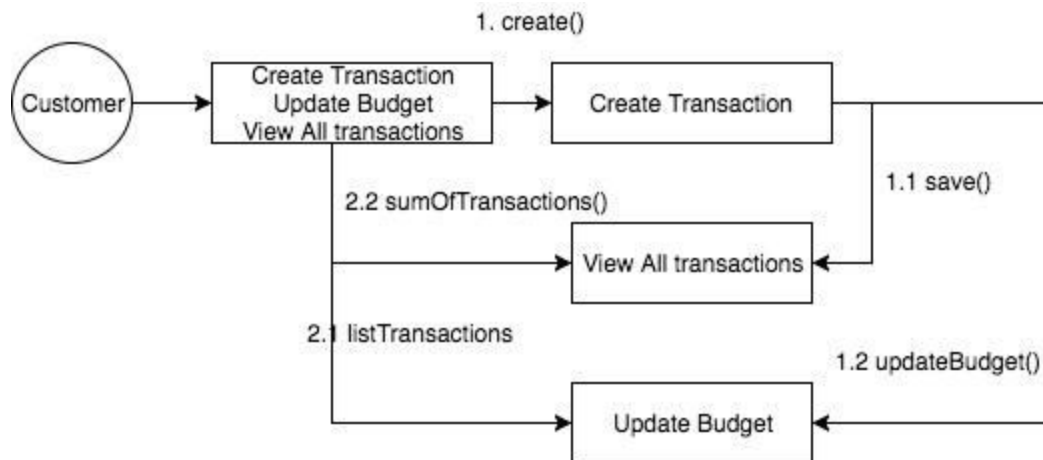 1. create()
Customer
Create Transaction
Update Budget
View All transactions
Create Transaction
1.1 save()
2.2 sumOfTransactions()
View All transactions
2.1 listTransactions
1.2 updateBudget()
Update Budget